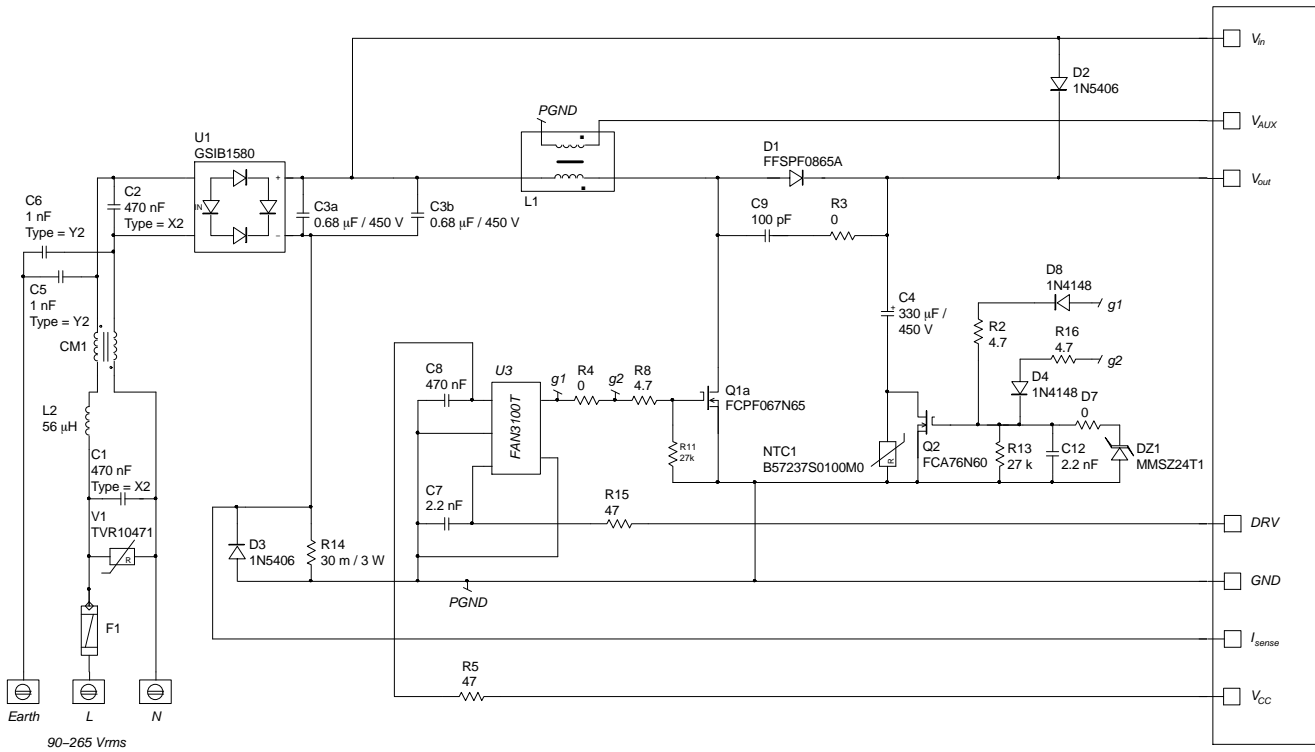 V_in
D2
1N5406
PGND
V_AUX
U1
GSIB1580
D1
FFSPF0865A
V_out
C6
1 nF
Type = Y2
C2
470 nF
Type = X2
IN
+
−
C3a
0.68 μF / 450 V
C3b
0.68 μF / 450 V
L1
C9
100 pF
R3
0
C5
1 nF
Type = Y2
D8
1N4148
g1
C4
+
330 μF /
450 V
R2
4.7
R16
4.7
g2
CM1
C8
470 nF
U3
FAN3100T
g1
R4
0
g2
R8
4.7
Q1a
FCPF067N65
D4
1N4148
D7
0
L2
56 μH
R11
27k
NTC1
B57237S0100M0
R
Q2
FCA76N60
R13
27 k
C12
2.2 nF
DZ1
MMSZ24T1
C1
470 nF
Type = X2
C7
2.2 nF
R15
47
DRV
V1
TVR10471
R
D3
1N5406
R14
30 m / 3 W
PGND
GND
F1
I_sense
R5
47
V_CC
Earth
L
N
90–265 Vrms